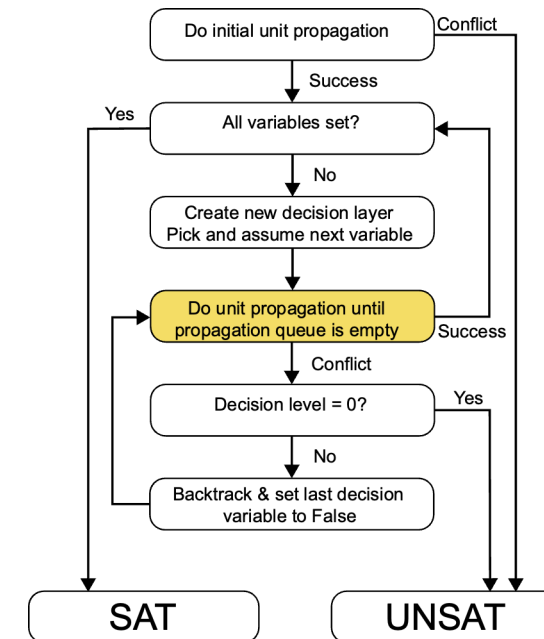 Do initial unit propagation
Conflict
Success
Yes
All variables set?
No
Create new decision layer
Pick and assume next variable
Do unit propagation until
propagation queue is empty
Success
Conflict
Decision level = 0?
Yes
No
Backtrack & set last decision
variable to False
SAT
UNSAT